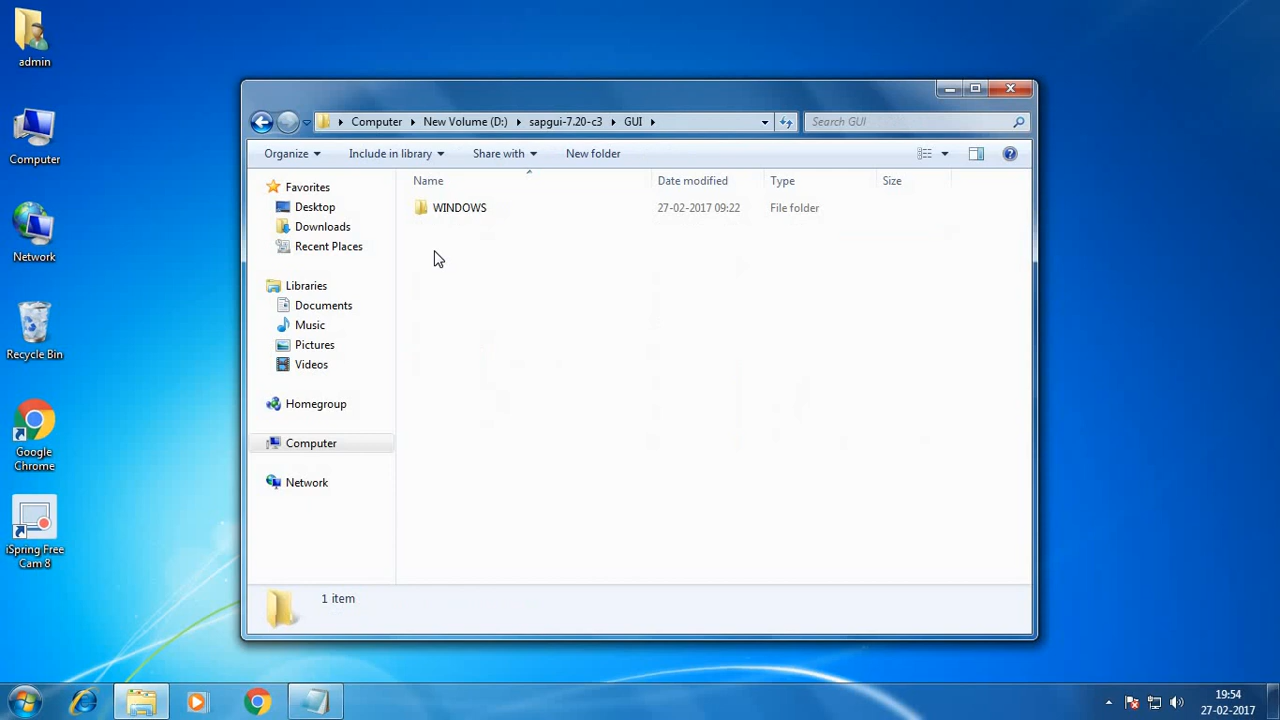 admin
Computer
Network
Recycle Bin
Google
Chrome
iSpring Free
Cam 8
Computer New Volume (D:) sapgui-7.20-c3 GUI
Search GUI
Organize Include in library Share with New folder
Favorites
Desktop
Downloads
Recent Places
Libraries
Documents
Music
Pictures
Videos
Homegroup
Computer
Network
Name Date modified Type Size
WINDOWS 27-02-2017 09:22 File folder
1 item
19:54
27-02-2017